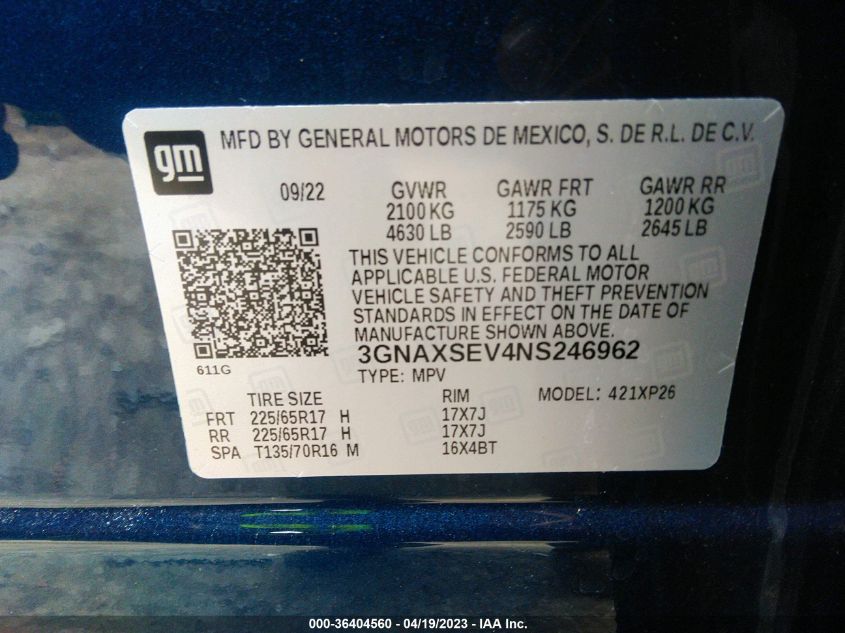 gm
MFD BY GENERAL MOTORS DE MEXICO, S. DE R.L. DE C.V.
09/22 GVWR GAWR FRT GAWR RR
2100 KG 1175 KG 1200 KG
4630 LB 2590 LB 2645 LB
THIS VEHICLE CONFORMS TO ALL
APPLICABLE U.S. FEDERAL MOTOR
VEHICLE SAFETY AND THEFT PREVENTION
STANDARDS IN EFFECT ON THE DATE OF
MANUFACTURE SHOWN ABOVE.
3GNAXSEV4NS246962
611G
TYPE: MPV
TIRE SIZE RIM MODEL: 421XP26
FRT 225/65R17 H 17X7J
RR 225/65R17 H 17X7J
SPA T135/70R16 M 16X4BT
000-36404560 - 04/19/2023 - IAA Inc.